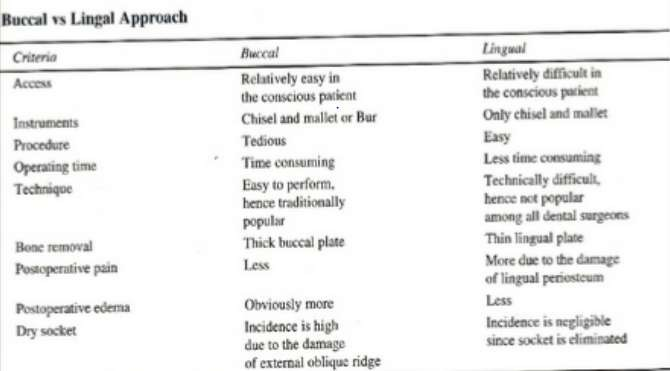 Buccal vs Lingal Approach
Criteria Buccal Lingual
Access Relatively easy in Relatively difficult in
the conscious patient the conscious patient
Instruments Chisel and mallet or Bur Only chisel and mallet
Procedure Tedious Easy
Operating time Time consuming Less time consuming
Technique Easy to perform, Technically difficult,
hence traditionally hence not popular
popular among all dental surgeons
Bone removal Thick buccal plate Thin lingual plate
Postoperative pain Less More due to the damage
of lingual periosteum
Postoperative edema Obviously more Less
Dry socket Incidence is high Incidence is negligible
due to the damage since socket is eliminated
of external oblique ridge